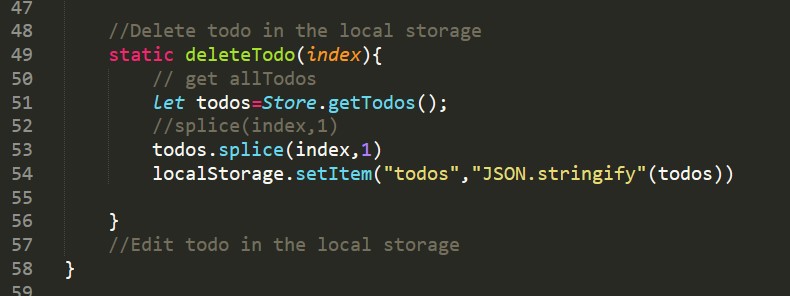 47
48 //Delete todo in the local storage
49 static deleteTodo(index){
50 // get allTodos
51 let todos=Store.getTodos();
52 //splice(index,1)
53 todos.splice(index,1)
54 localStorage.setItem("todos","JSON.stringify"(todos))
55
56 }
57 //Edit todo in the local storage
58 }
59